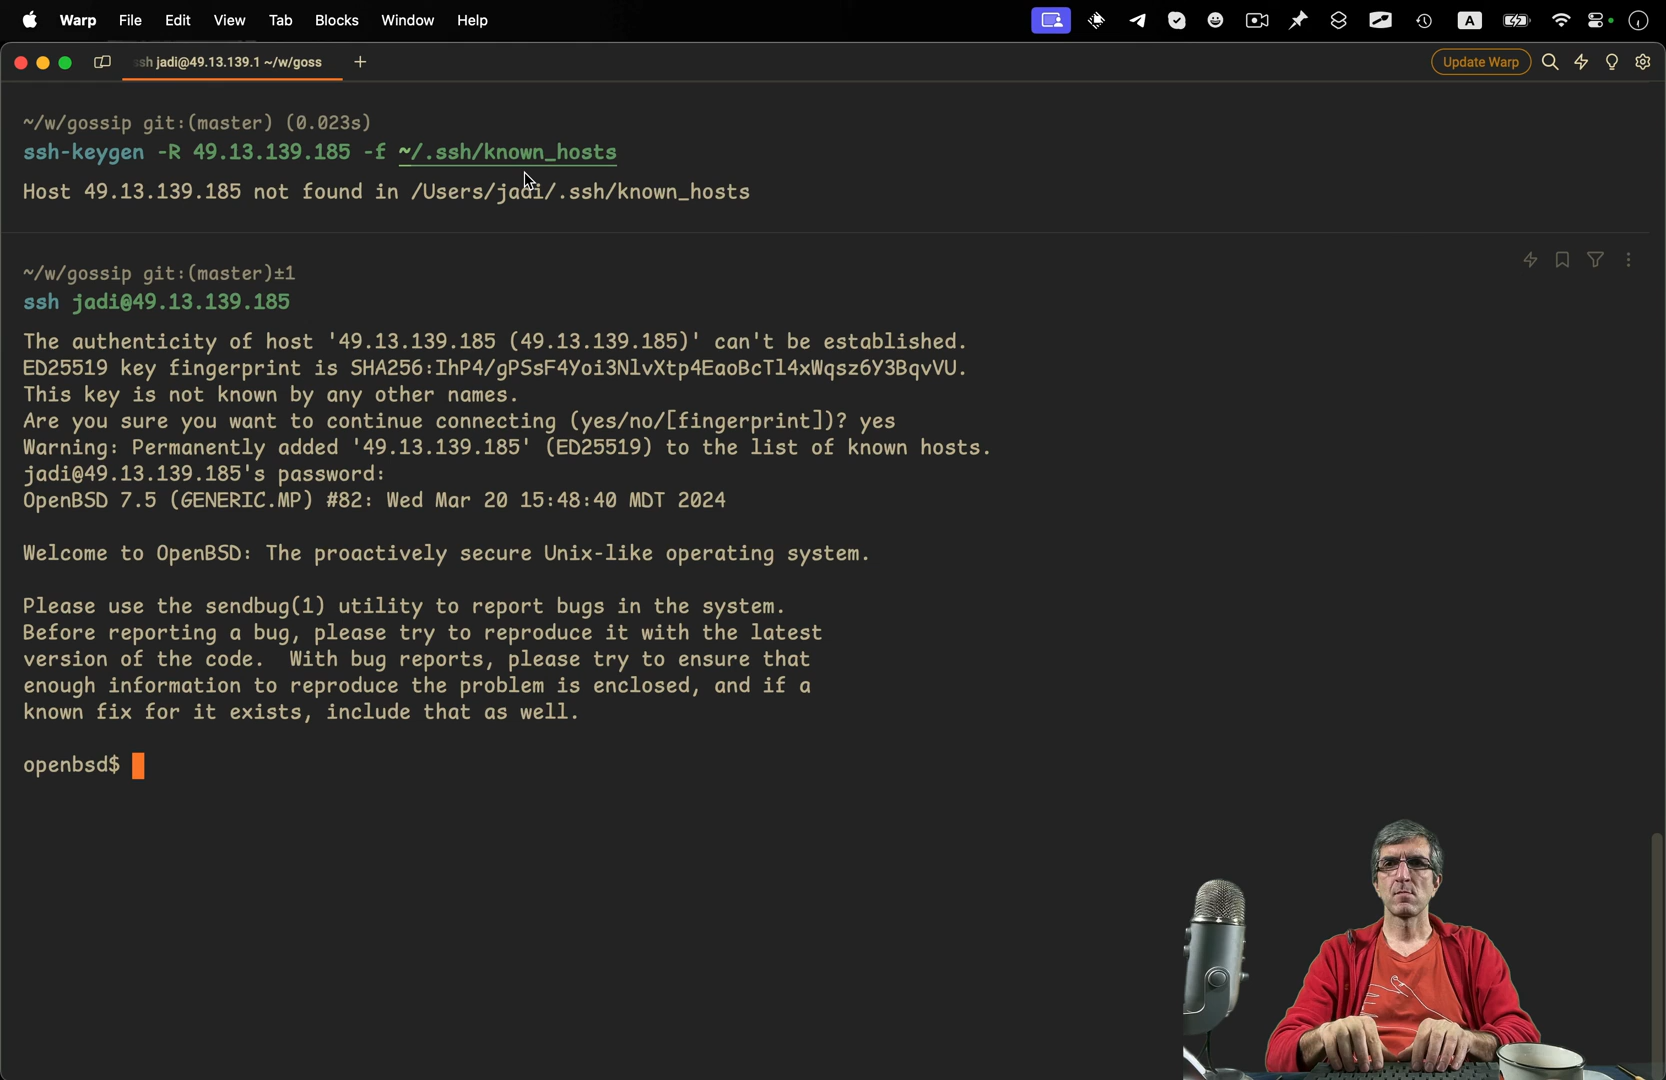 Warp File Edit View Tab Blocks Window Help
A
ssh jadi@49.13.139.1 ~/w/goss
Update Warp
~/w/gossip git:(master) (0.023s)
ssh-keygen -R 49.13.139.185 -f ~/.ssh/known_hosts
Host 49.13.139.185 not found in /Users/jadi/.ssh/known_hosts
~/w/gossip git:(master)±1
ssh jadi@49.13.139.185
The authenticity of host '49.13.139.185 (49.13.139.185)' can't be established.
ED25519 key fingerprint is SHA256:IhP4/gPSsF4Yoi3NlvXtp4EaoBcTl4xWqsz6Y3BqvVU.
This key is not known by any other names.
Are you sure you want to continue connecting (yes/no/[fingerprint])? yes
Warning: Permanently added '49.13.139.185' (ED25519) to the list of known hosts.
jadi@49.13.139.185's password:
OpenBSD 7.5 (GENERIC.MP) #82: Wed Mar 20 15:48:40 MDT 2024
Welcome to OpenBSD: The proactively secure Unix-like operating system.
Please use the sendbug(1) utility to report bugs in the system.
Before reporting a bug, please try to reproduce it with the latest
version of the code.  With bug reports, please try to ensure that
enough information to reproduce the problem is enclosed, and if a
known fix for it exists, include that as well.
openbsd$